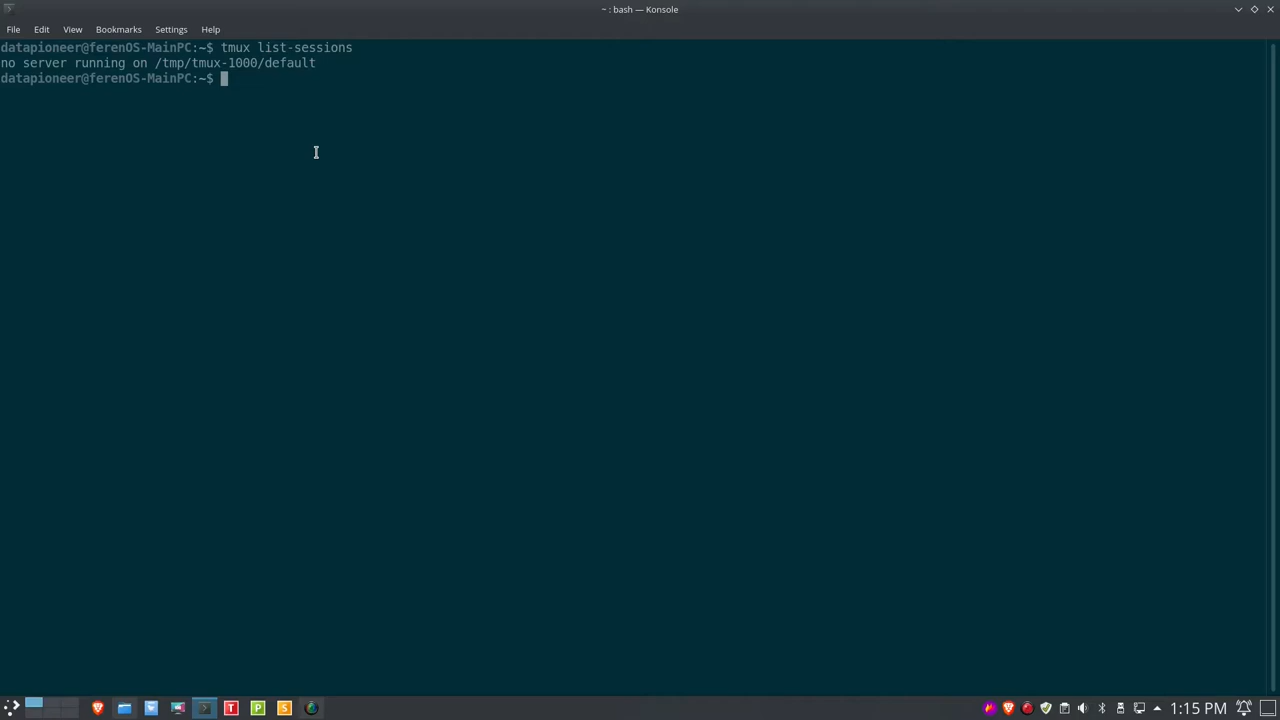 ~ : bash — Konsole
File Edit View Bookmarks Settings Help
datapioneer@ferenOS-MainPC:~$ tmux list-sessions
no server running on /tmp/tmux-1000/default
datapioneer@ferenOS-MainPC:~$
T P S 1:15 PM